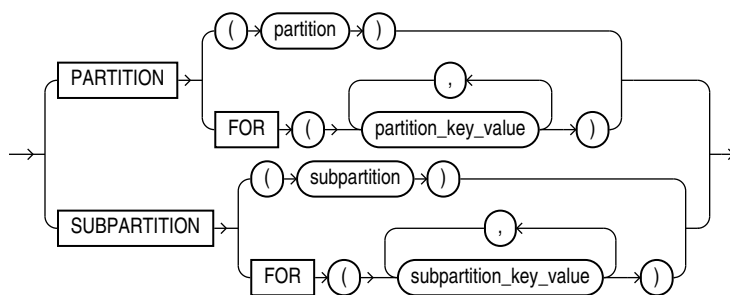 ( partition )
,
PARTITION
FOR ( partition_key_value )
( subpartition )
,
SUBPARTITION
FOR ( subpartition_key_value )